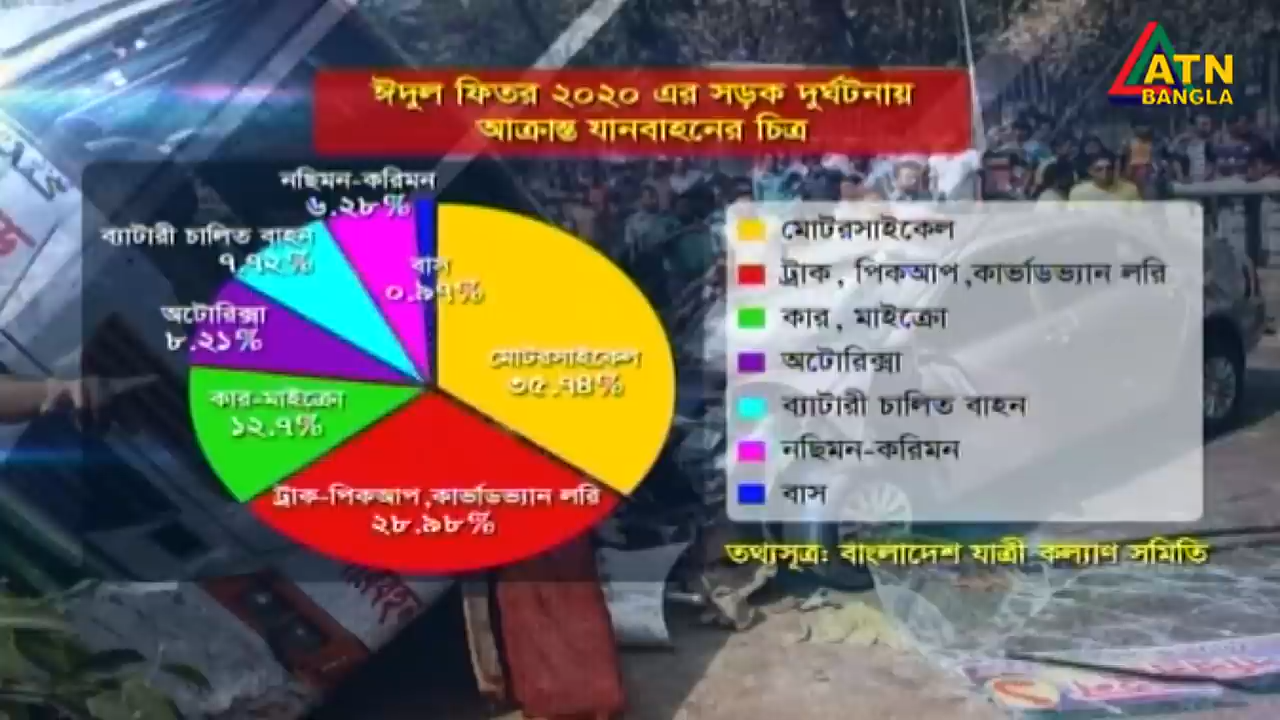 ATN
BANGLA
ঈদুল ফিতর ২০২০ এর সড়ক দুর্ঘটনায়
আক্রান্ত যানবাহনের চিত্র
নছিমন-করিমন
৬.২৮%
ব্যাটারী চালিত বাহন
৭.৭২%
বাস
০.৯৭%
অটোরিক্সা
৮.২১%
মোটরসাইকেল
৩৫.৭৪%
কার-মাইক্রো
১২.৭%
ট্রাক-পিকআপ,কার্ভাডভ্যান লরি
২৮.৯৮%
মোটরসাইকেল
ট্রাক, পিকআপ,কার্ভাডভ্যান লরি
কার, মাইক্রো
অটোরিক্সা
ব্যাটারী চালিত বাহন
নছিমন-করিমন
বাস
তথ্যসূত্র: বাংলাদেশ যাত্রী কল্যাণ সমিতি